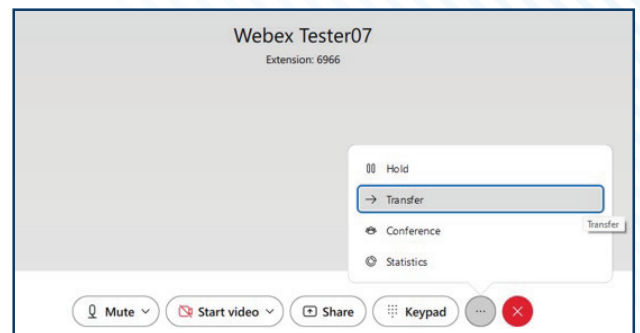 Webex Tester07
Extension: 6966
Hold
Transfer
Conference
Transfer
Statistics
Mute
Start video
Share
Keypad